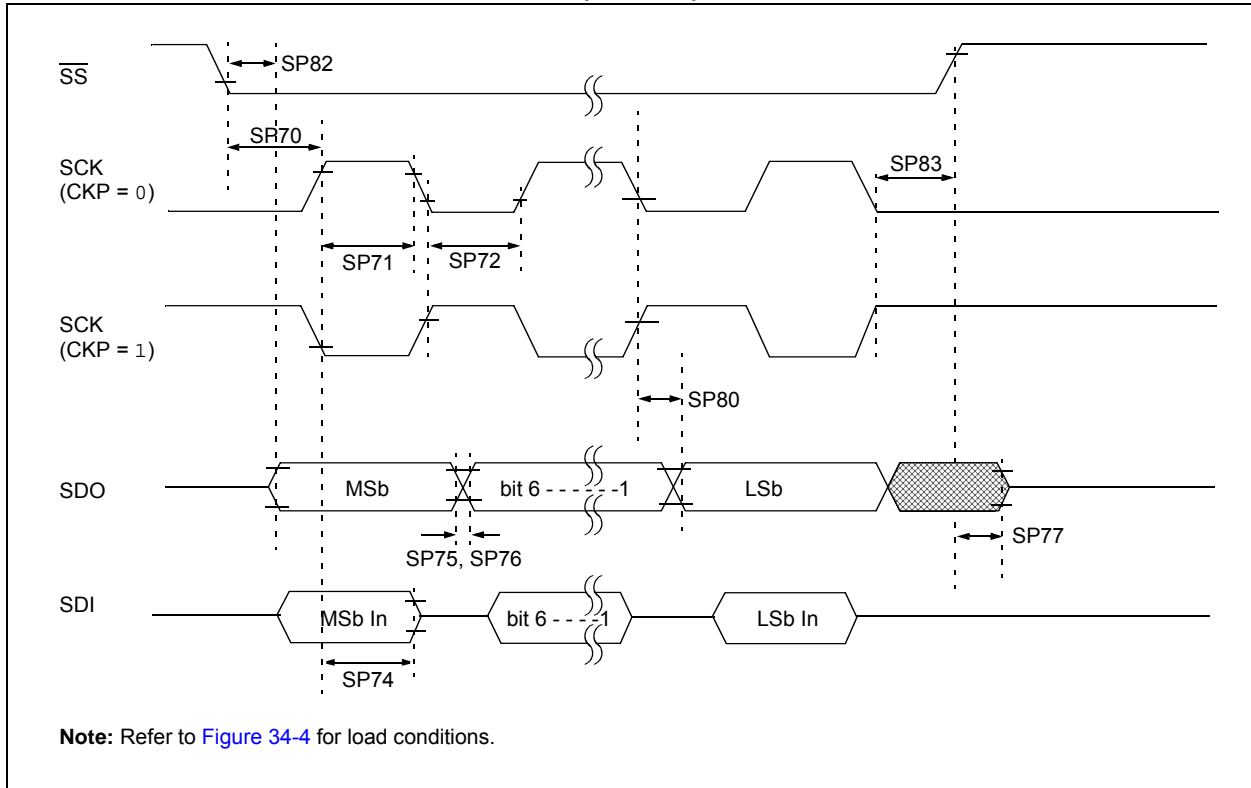 SS
SP82
SP70
SCK
(CKP = 0)
SP83
SP71
SP72
SCK
(CKP = 1)
SP80
SDO
MSb
bit 6 - - - - - -1
LSb
SP75, SP76
SP77
SDI
MSb In
bit 6 - - - -1
LSb In
SP74
Note: Refer to Figure 34-4 for load conditions.